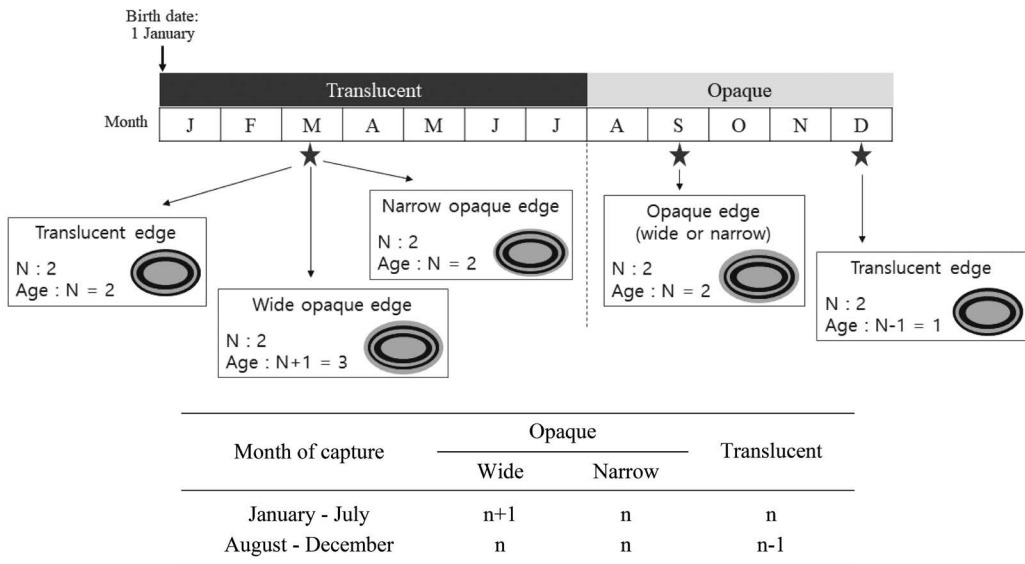 Birth date:
1 January
Translucent Opaque
Month J F M A M J J A S O N D
Translucent edge
N : 2
Age : N = 2
Wide opaque edge
N : 2
Age : N+1 = 3
Narrow opaque edge
N : 2
Age : N = 2
Opaque edge
(wide or narrow)
N : 2
Age : N = 2
Translucent edge
N : 2
Age : N-1 = 1
Month of capture Opaque Translucent
Wide Narrow
January - July n+1 n n
August - December n n n-1